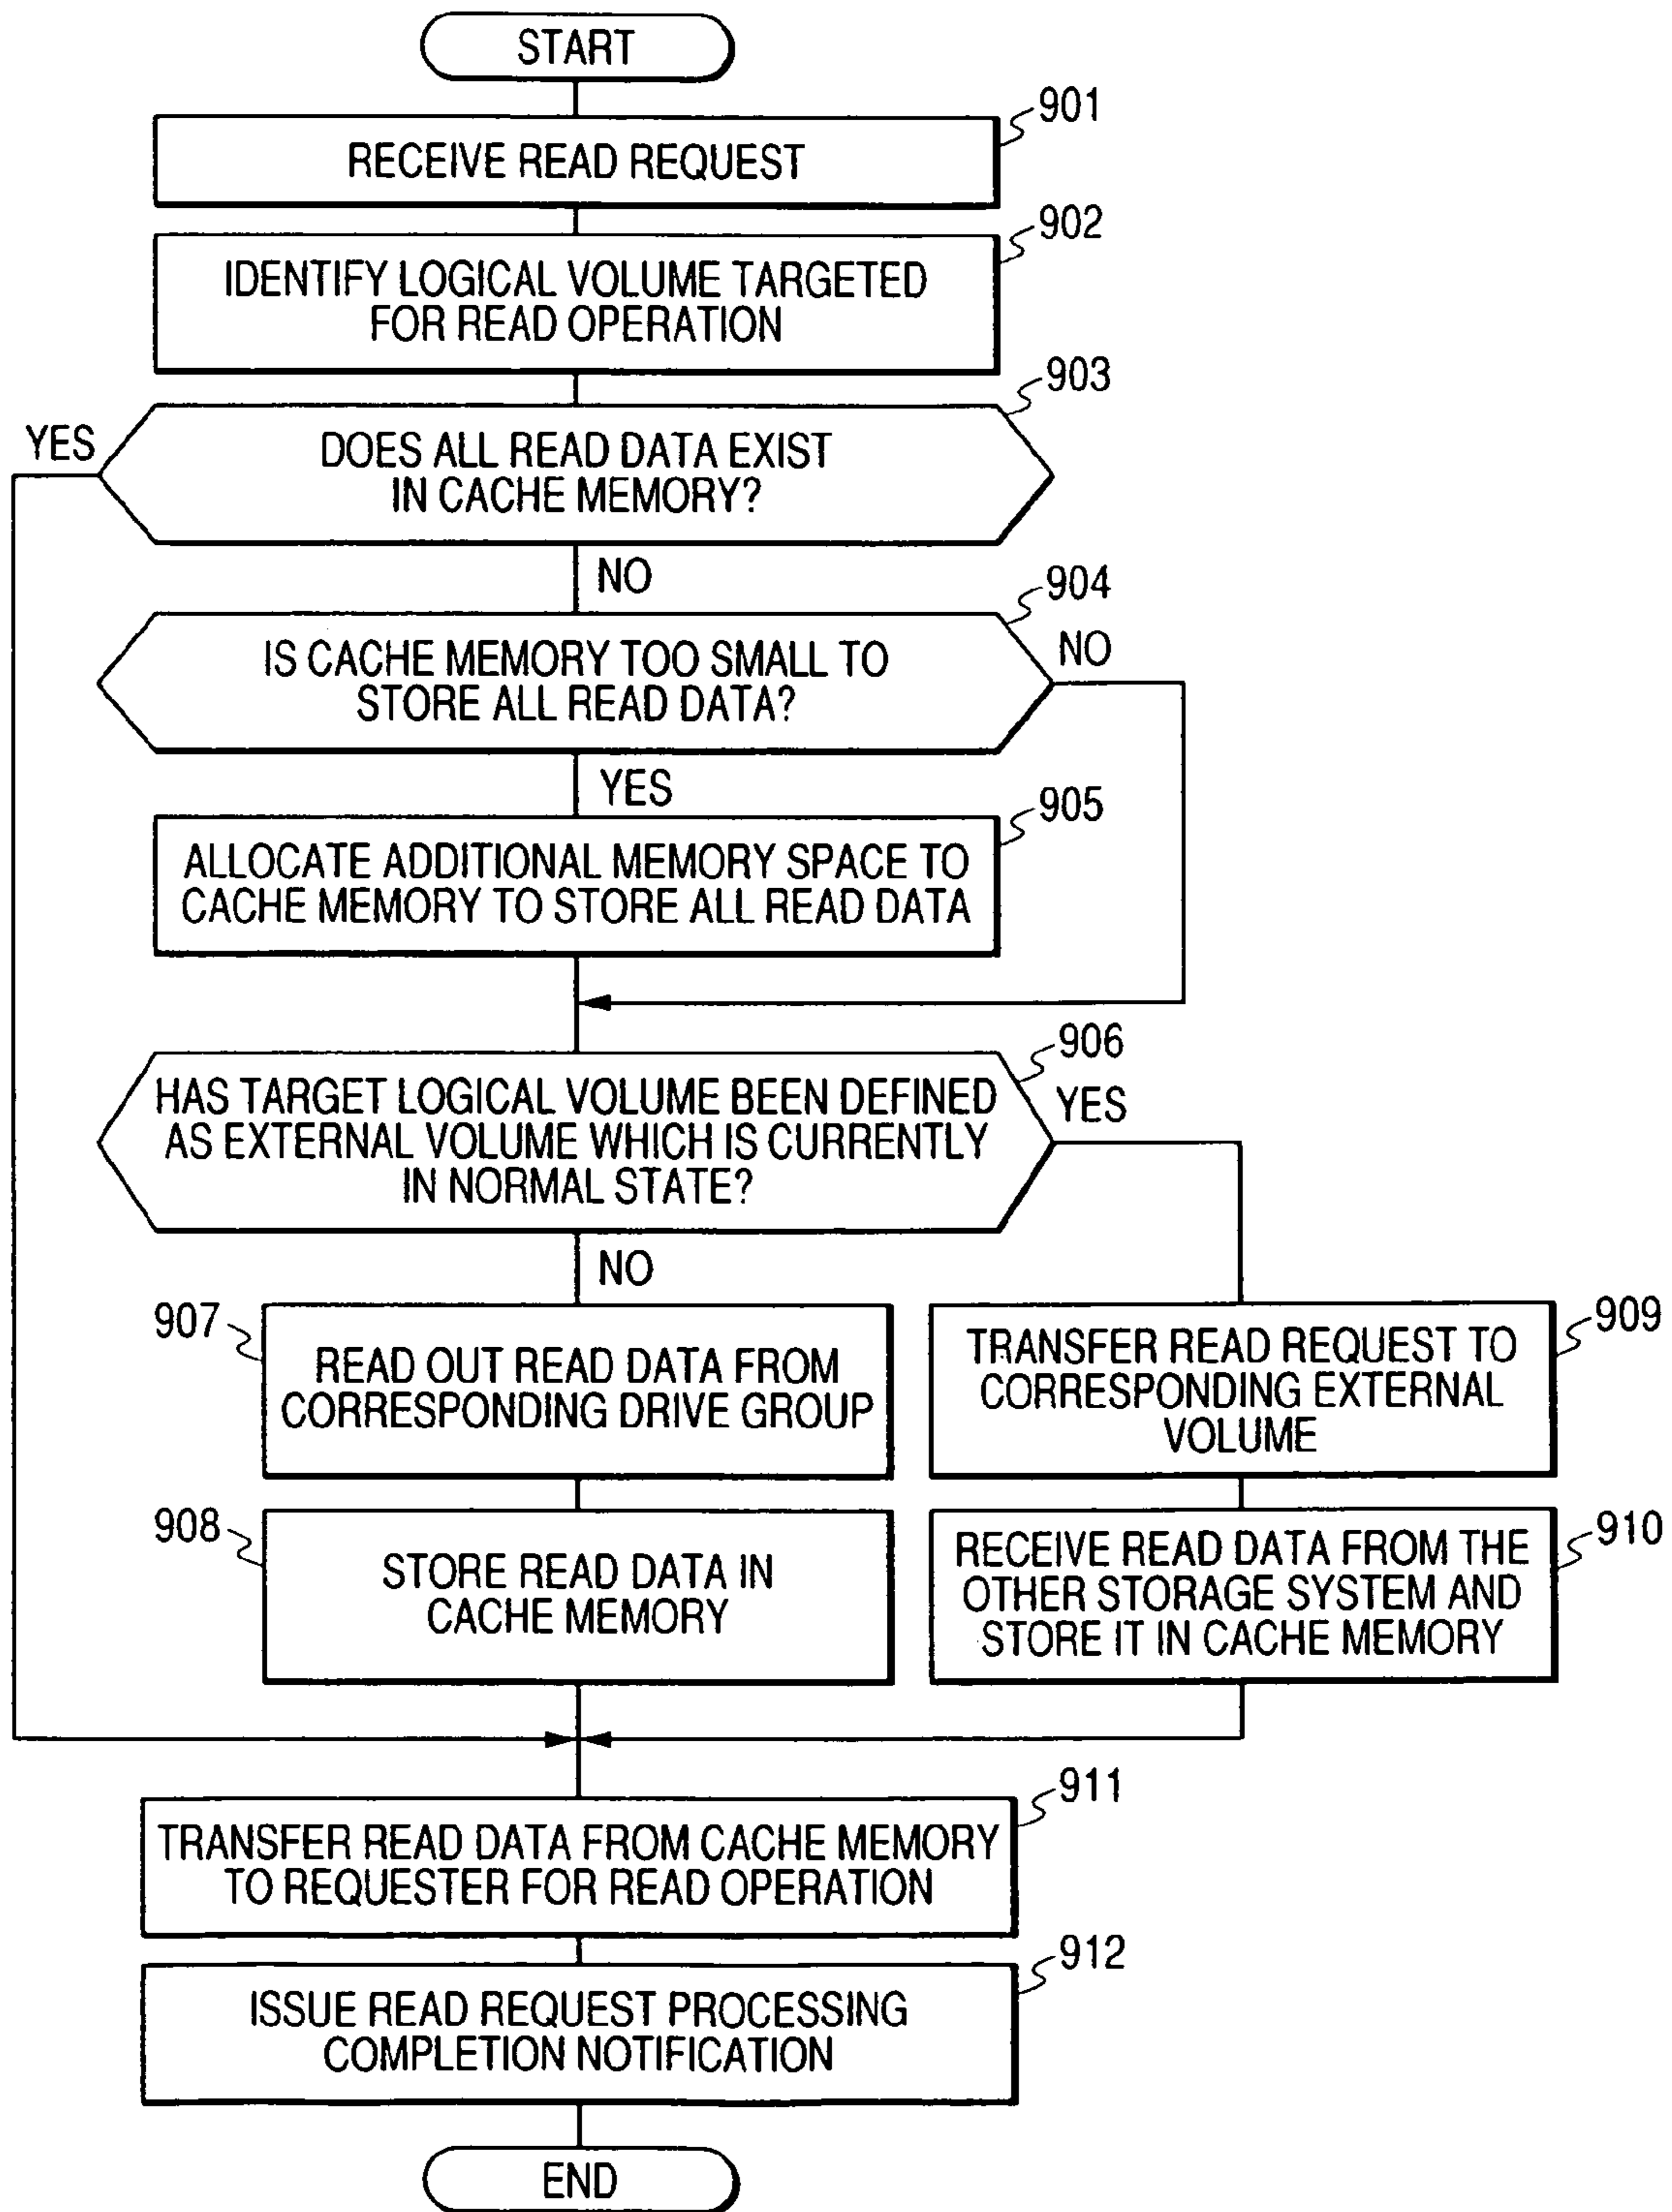 START
901
RECEIVE READ REQUEST
902
IDENTIFY LOGICAL VOLUME TARGETED
FOR READ OPERATION
903
YES
DOES ALL READ DATA EXIST
IN CACHE MEMORY?
NO
904
IS CACHE MEMORY TOO SMALL TO
STORE ALL READ DATA?
NO
YES
905
ALLOCATE ADDITIONAL MEMORY SPACE TO
CACHE MEMORY TO STORE ALL READ DATA
906
HAS TARGET LOGICAL VOLUME BEEN DEFINED
AS EXTERNAL VOLUME WHICH IS CURRENTLY
IN NORMAL STATE?
YES
NO
907
READ OUT READ DATA FROM
CORRESPONDING DRIVE GROUP
909
TRANSFER READ REQUEST TO
CORRESPONDING EXTERNAL
VOLUME
908
STORE READ DATA IN
CACHE MEMORY
910
RECEIVE READ DATA FROM THE
OTHER STORAGE SYSTEM AND
STORE IT IN CACHE MEMORY
911
TRANSFER READ DATA FROM CACHE MEMORY
TO REQUESTER FOR READ OPERATION
912
ISSUE READ REQUEST PROCESSING
COMPLETION NOTIFICATION
END